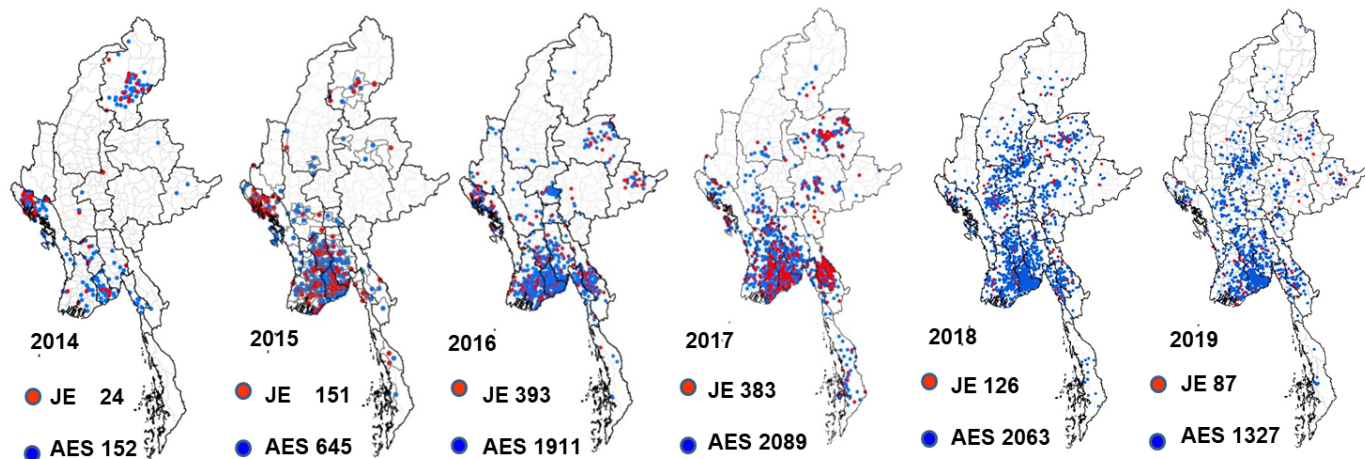 2014
JE 24
AES 152
2015
JE 151
AES 645
2016
JE 393
AES 1911
2017
JE 383
AES 2089
2018
JE 126
AES 2063
2019
JE 87
AES 1327